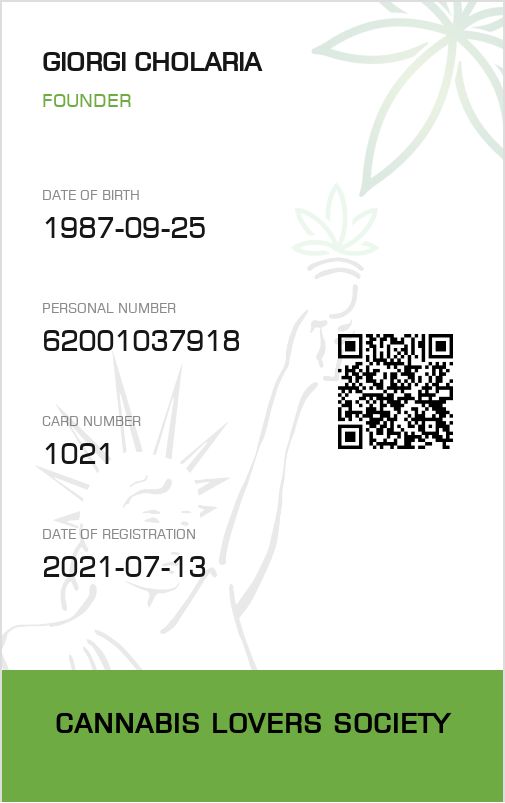 GIORGI CHOLARIA
FOUNDER
DATE OF BIRTH
1987-09-25
PERSONAL NUMBER
62001037918
CARD NUMBER
1021
DATE OF REGISTRATION
2021-07-13
CANNABIS LOVERS SOCIETY